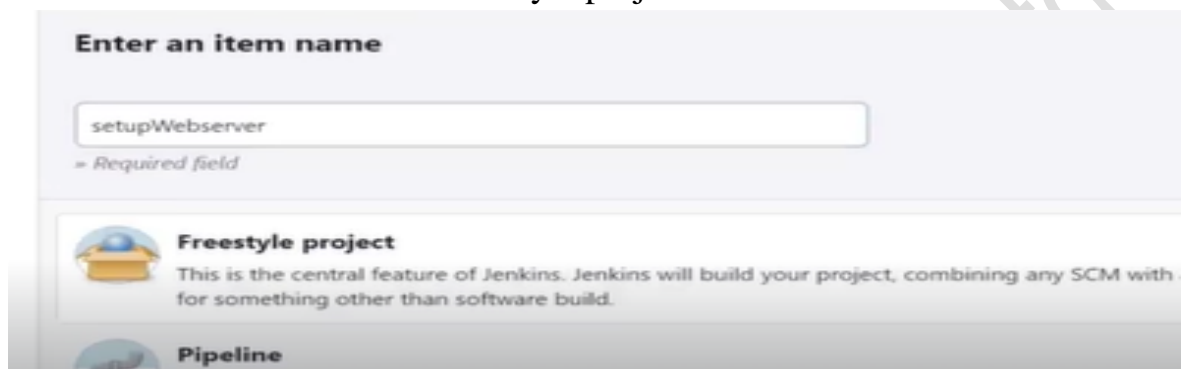 Enter an item name
setupWebserver
» Required field
Freestyle project
This is the central feature of Jenkins. Jenkins will build your project, combining any SCM with
for something other than software build.
Pipeline